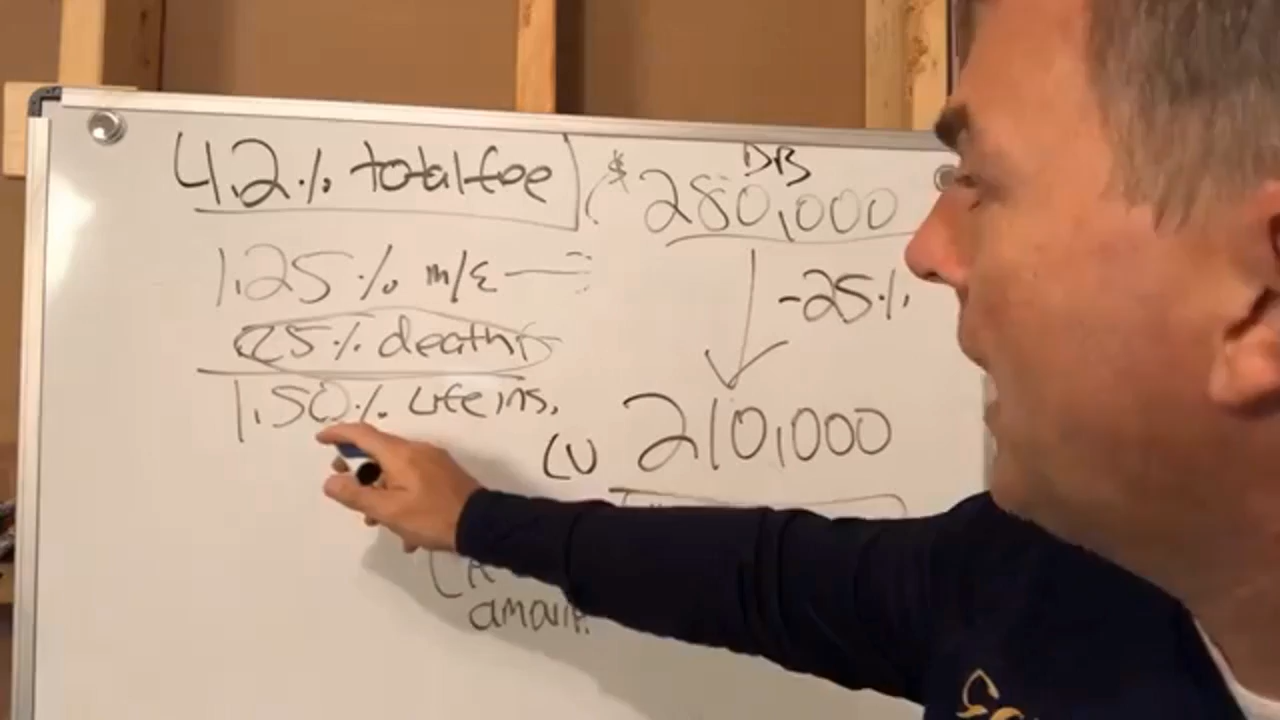 4.2% total fee
DB
$280,000
1.25% m/E
-25%
.25% death
1.50% Life ins.
CV 210,000
amount